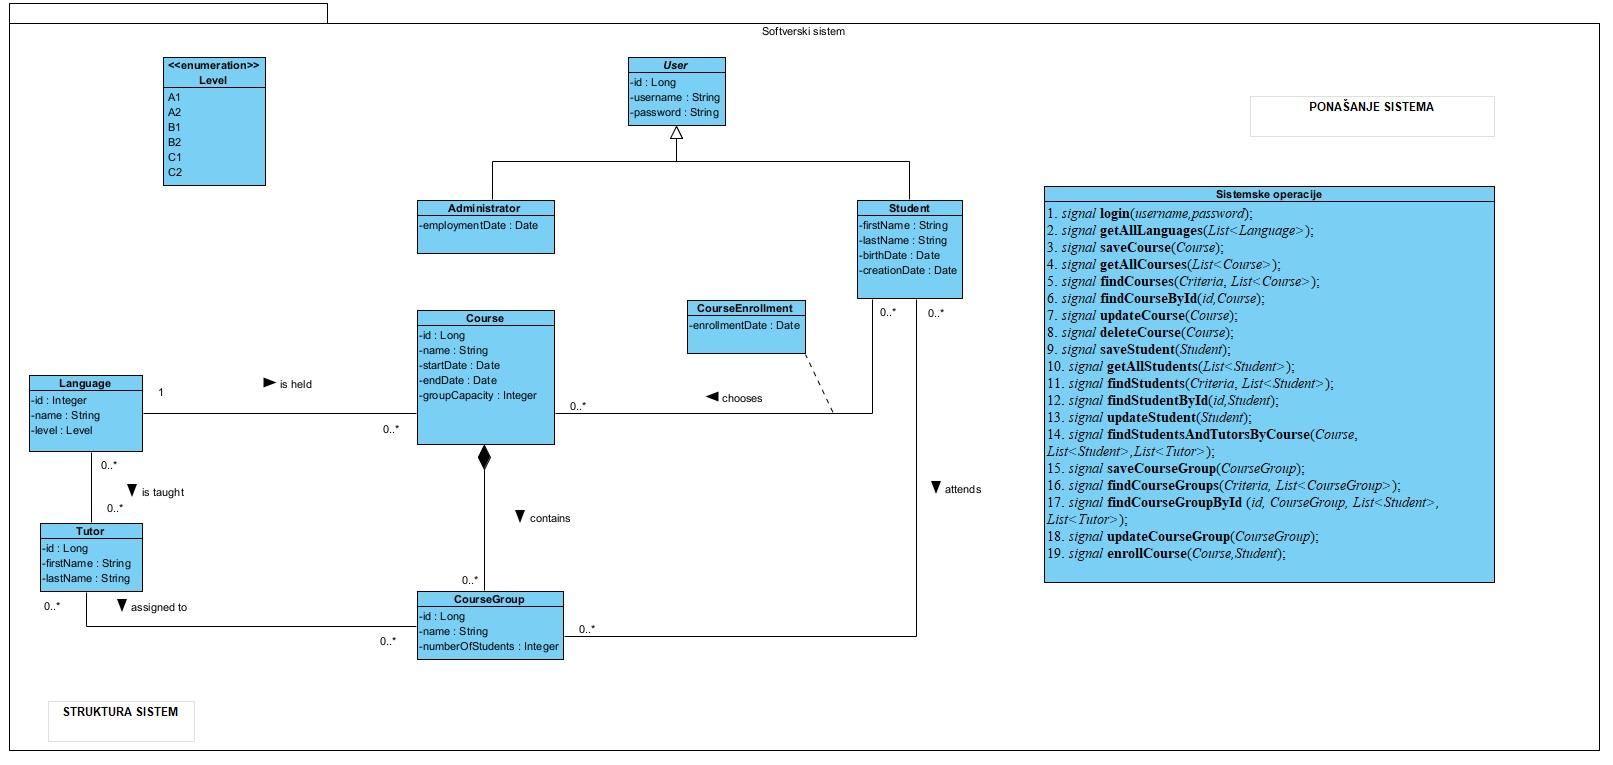 Softverski sistem
<<enumeration>>
Level
A1
A2
B1
B2
C1
C2
User
-id : Long
-username : String
-password : String
PONAŠANJE SISTEMA
Administrator
-employmentDate : Date
Student
-firstName : String
-lastName : String
-birthDate : Date
-creationDate : Date
0..*
0..*
Sistemske operacije
1. signal login(username,password);
2. signal getAllLanguages(List<Language>);
3. signal saveCourse(Course);
4. signal getAllCourses(List<Course>);
5. signal findCourses(Criteria, List<Course>);
6. signal findCourseById(id,Course);
7. signal updateCourse(Course);
8. signal deleteCourse(Course);
9. signal saveStudent(Student);
10. signal getAllStudents(List<Student>);
11. signal findStudents(Criteria, List<Student>);
12. signal findStudentById(id,Student);
13. signal updateStudent(Student);
14. signal findStudentsAndTutorsByCourse(Course,
List<Student>,List<Tutor>);
15. signal saveCourseGroup(CourseGroup);
16. signal findCourseGroups(Criteria, List<CourseGroup>);
17. signal findCourseGroupById (id, CourseGroup, List<Student>,
List<Tutor>);
18. signal updateCourseGroup(CourseGroup);
19. signal enrollCourse(Course,Student);
CourseEnrollment
-enrollmentDate : Date
Course
-id : Long
-name : String
-startDate : Date
-endDate : Date
-groupCapacity : Integer
Language
-id : Integer
-name : String
-level : Level
1
is held
0..*
0..*
chooses
0..*
is taught
0..*
attends
contains
Tutor
-id : Long
-firstName : String
-lastName : String
0..*
assigned to
0..*
0..*
CourseGroup
-id : Long
-name : String
-numberOfStudents : Integer
0..*
STRUKTURA SISTEM